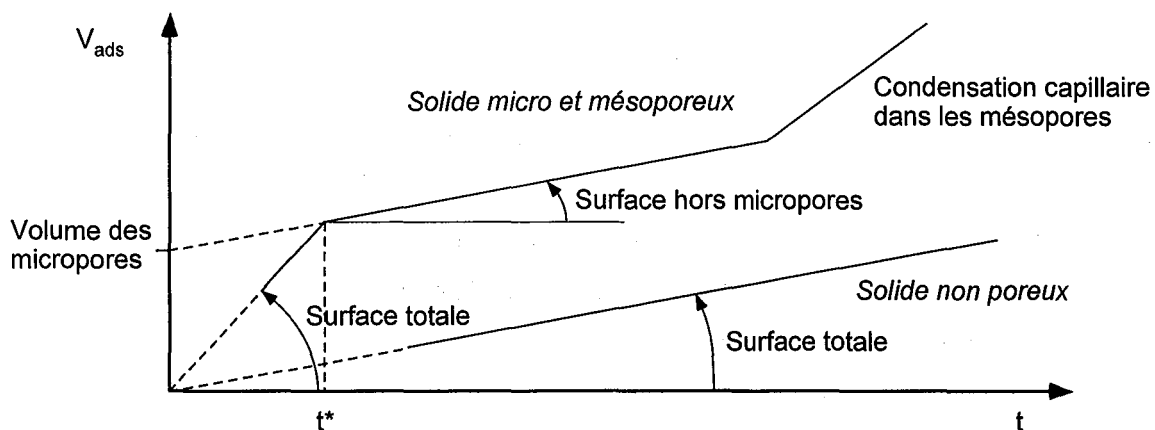 V_ads
Solide micro et mésoporeux
Condensation capillaire
dans les mésopores
Surface hors micropores
Volume des
micropores
Solide non poreux
Surface totale
Surface totale
t*
t